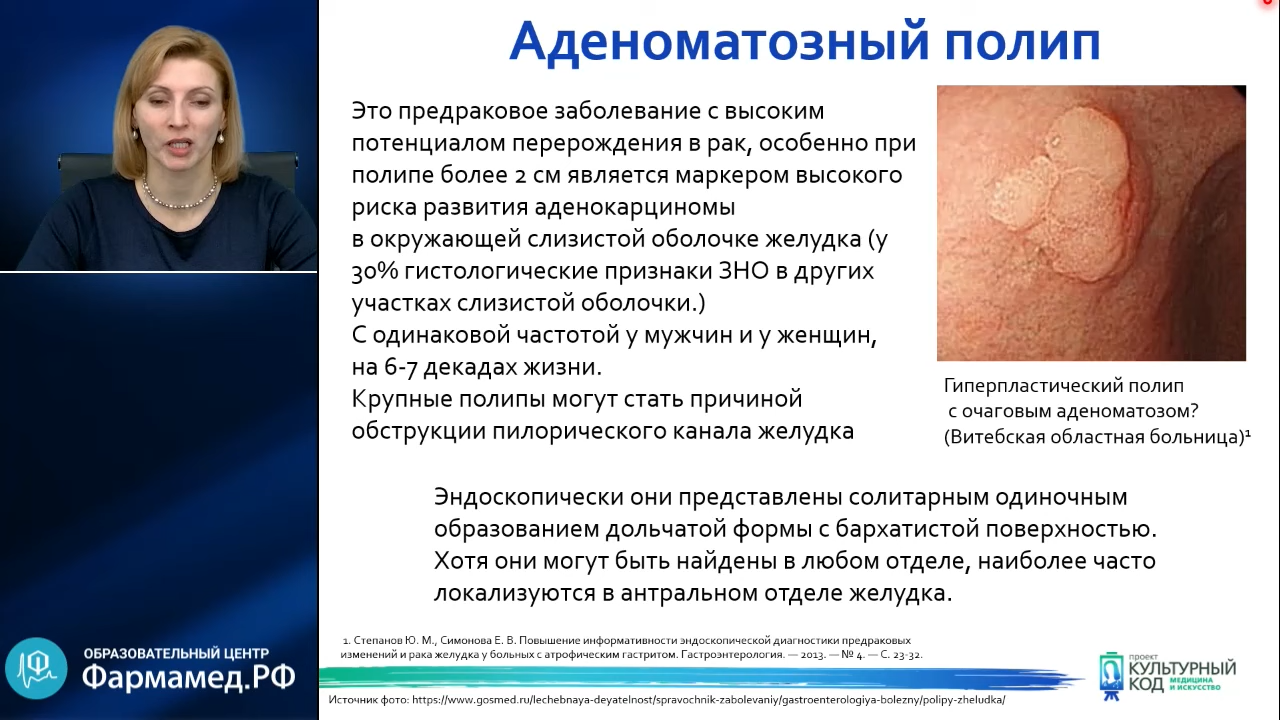 Аденоматозный полип
Это предраковое заболевание с высоким
потенциалом перерождения в рак, особенно при
полипе более 2 см является маркером высокого
риска развития аденокарциномы
в окружающей слизистой оболочке желудка (у
30% гистологические признаки ЗНО в других
участках слизистой оболочки.)
С одинаковой частотой у мужчин и у женщин,
на 6-7 декадах жизни.
Крупные полипы могут стать причиной
обструкции пилорического канала желудка
Гиперпластический полип
с очаговым аденоматозом?
(Витебская областная больница)¹
Эндоскопически они представлены солитарным одиночным
образованием дольчатой формы с бархатистой поверхностью.
Хотя они могут быть найдены в любом отделе, наиболее часто
локализуются в антральном отделе желудка.
1. Степанов Ю. М., Симонова Е. В. Повышение информативности эндоскопической диагностики предраковых
изменений и рака желудка у больных с атрофическим гастритом. Гастроэнтерология. — 2013. — № 4. — С. 23-32.
Источник фото: https://www.gosmed.ru/lechebnaya-deyatelnost/spravochnik-zabolevaniy/gastroenterologiya-bolezny/polipy-zheludka/
ОБРАЗОВАТЕЛЬНЫЙ ЦЕНТР
Фармамед.РФ
проект
КУЛЬТУРНЫЙ
КОД
МЕДИЦИНА
И ИСКУССТВО